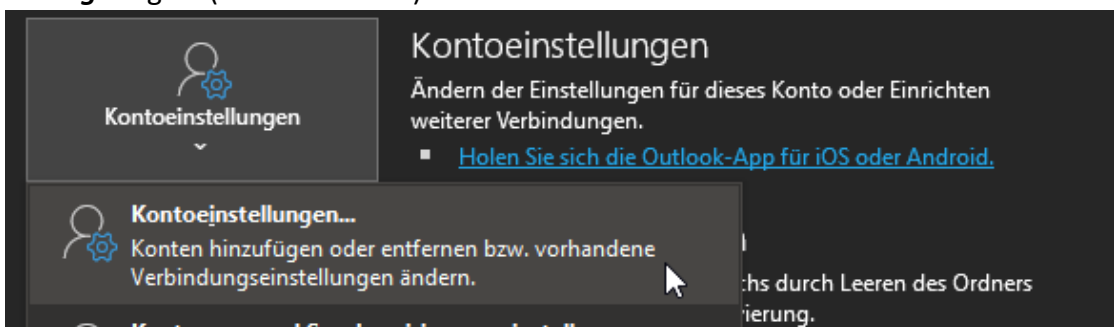 Kontoeinstellungen
Kontoeinstellungen
Ändern der Einstellungen für dieses Konto oder Einrichten
weiterer Verbindungen.
▪ Holen Sie sich die Outlook-App für iOS oder Android.
Kontoeinstellungen...
Konten hinzufügen oder entfernen bzw. vorhandene
Verbindungseinstellungen ändern.
chs durch Leeren des Ordners
vierung.